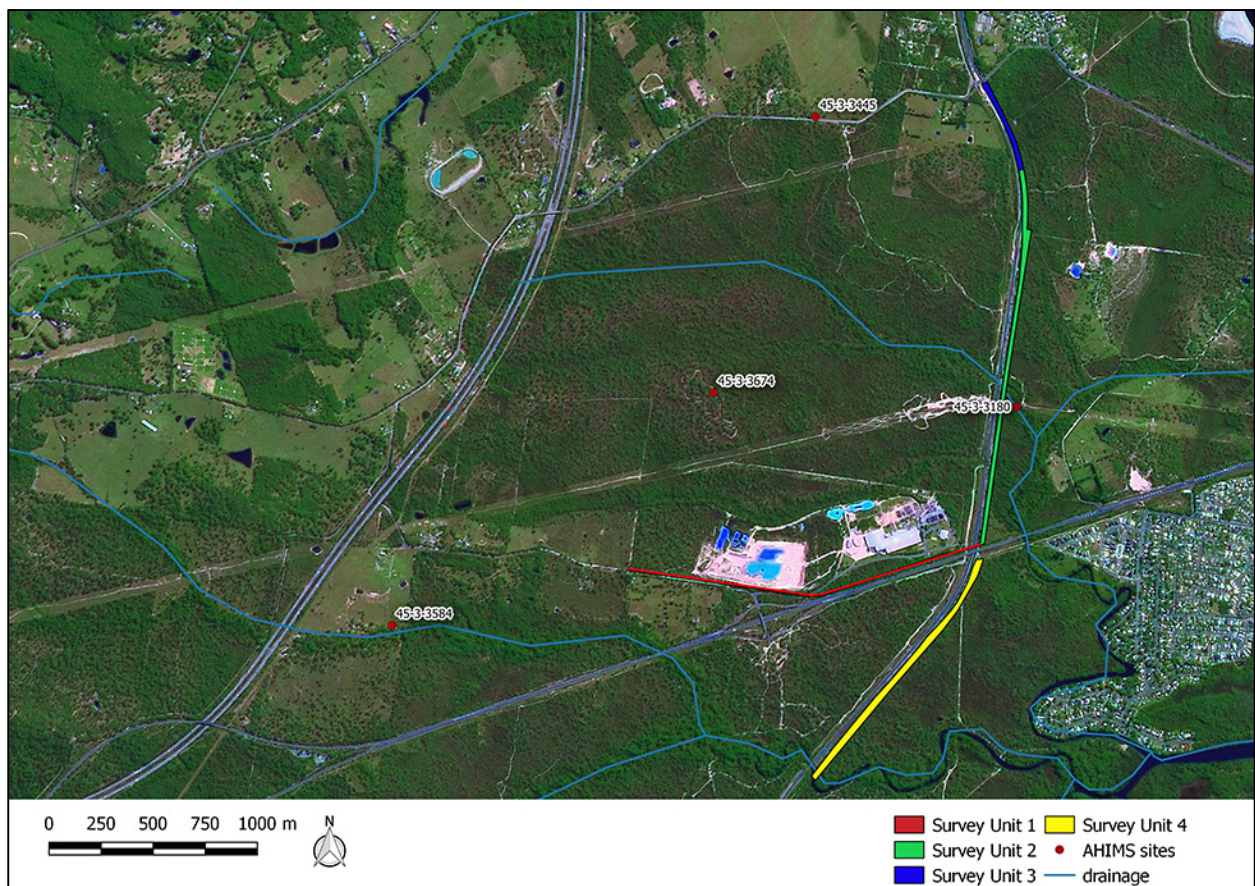 45-3-3445
45-3-3674
45-3-3180
45-3-3584
0 250 500 750 1000 m
N
Survey Unit 1
Survey Unit 2
Survey Unit 3
Survey Unit 4
AHIMS sites
drainage